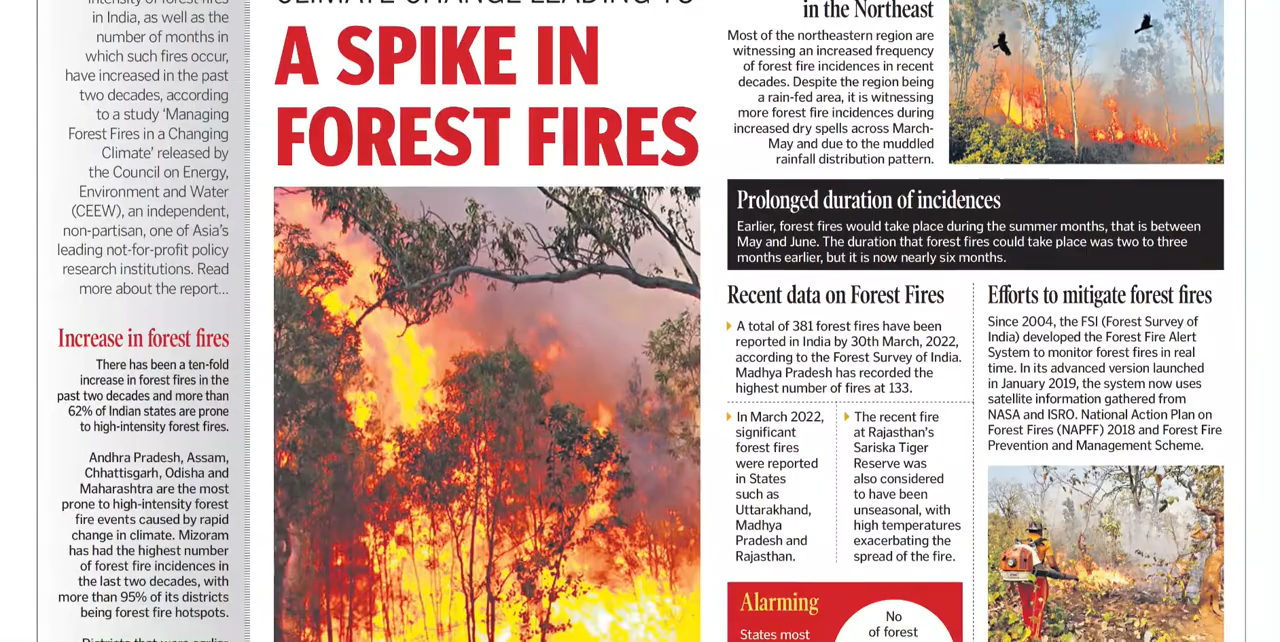 intensity of forest fires
in India, as well as the
number of months in
which such fires occur,
have increased in the past
two decades, according
to a study ‘Managing
Forest Fires in a Changing
Climate’ released by
the Council on Energy,
Environment and Water
(CEEW), an independent,
non-partisan, one of Asia’s
leading not-for-profit policy
research institutions. Read
more about the report...
Increase in forest fires
There has been a ten-fold
increase in forest fires in the
past two decades and more than
62% of Indian states are prone
to high-intensity forest fires.
Andhra Pradesh, Assam,
Chhattisgarh, Odisha and
Maharashtra are the most
prone to high-intensity forest
fire events caused by rapid
change in climate. Mizoram
has had the highest number
of forest fire incidences in
the last two decades, with
more than 95% of its districts
being forest fire hotspots.
Districts that were earlier
CLIMATE CHANGE LEADING TO
A SPIKE IN
FOREST FIRES
in the Northeast
Most of the northeastern region are
witnessing an increased frequency
of forest fire incidences in recent
decades. Despite the region being
a rain-fed area, it is witnessing
more forest fire incidences during
increased dry spells across March-
May and due to the muddled
rainfall distribution pattern.
Prolonged duration of incidences
Earlier, forest fires would take place during the summer months, that is between
May and June. The duration that forest fires could take place was two to three
months earlier, but it is now nearly six months.
Recent data on Forest Fires
A total of 381 forest fires have been
reported in India by 30th March, 2022,
according to the Forest Survey of India.
Madhya Pradesh has recorded the
highest number of fires at 133.
In March 2022,
significant
forest fires
were reported
in States
such as
Uttarakhand,
Madhya
Pradesh and
Rajasthan.
The recent fire
at Rajasthan’s
Sariska Tiger
Reserve was
also considered
to have been
unseasonal, with
high temperatures
exacerbating the
spread of the fire.
Efforts to mitigate forest fires
Since 2004, the FSI (Forest Survey of
India) developed the Forest Fire Alert
System to monitor forest fires in real
time. In its advanced version launched
in January 2019, the system now uses
satellite information gathered from
NASA and ISRO. National Action Plan on
Forest Fires (NAPFF) 2018 and Forest Fire
Prevention and Management Scheme.
Alarming
States most
No
of forest